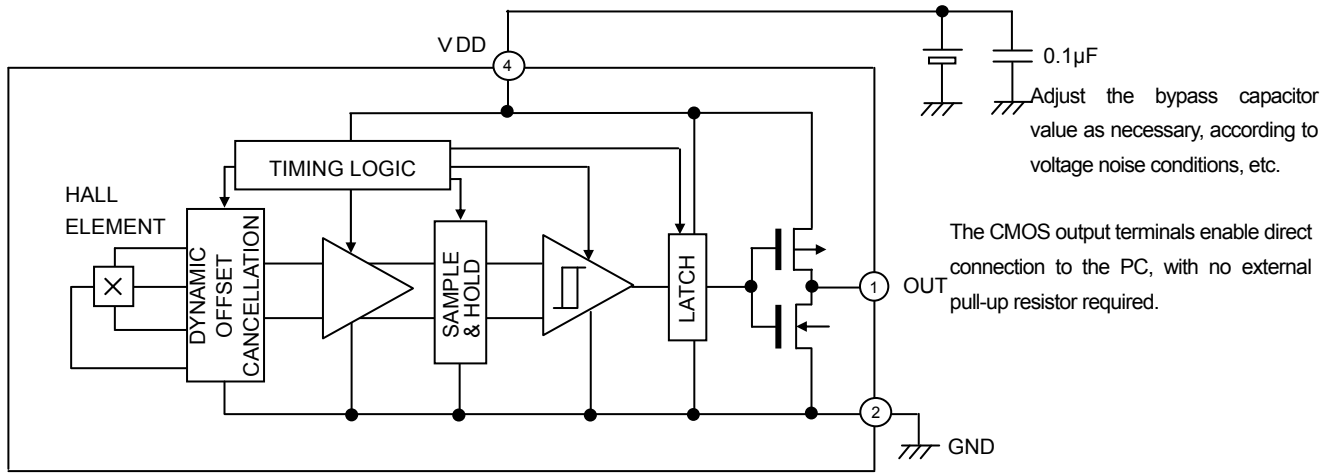 VDD
4
0.1µF
Adjust the bypass capacitor
value as necessary, according to
voltage noise conditions, etc.
TIMING LOGIC
HALL
ELEMENT
DYNAMIC
OFFSET
CANCELLATION
SAMPLE
& HOLD
LATCH
The CMOS output terminals enable direct
connection to the PC, with no external
pull-up resistor required.
1
OUT
2
GND